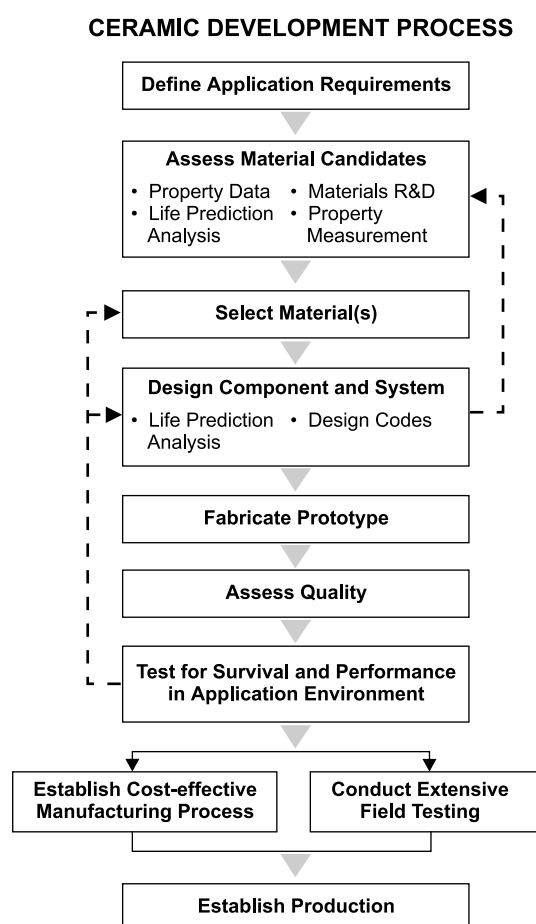 CERAMIC DEVELOPMENT PROCESS
Define Application Requirements
Assess Material Candidates
• Property Data
• Life Prediction
Analysis
• Materials R&D
• Property
Measurement
Select Material(s)
Design Component and System
• Life Prediction
Analysis
• Design Codes
Fabricate Prototype
Assess Quality
Test for Survival and Performance
in Application Environment
Establish Cost-effective
Manufacturing Process
Conduct Extensive
Field Testing
Establish Production